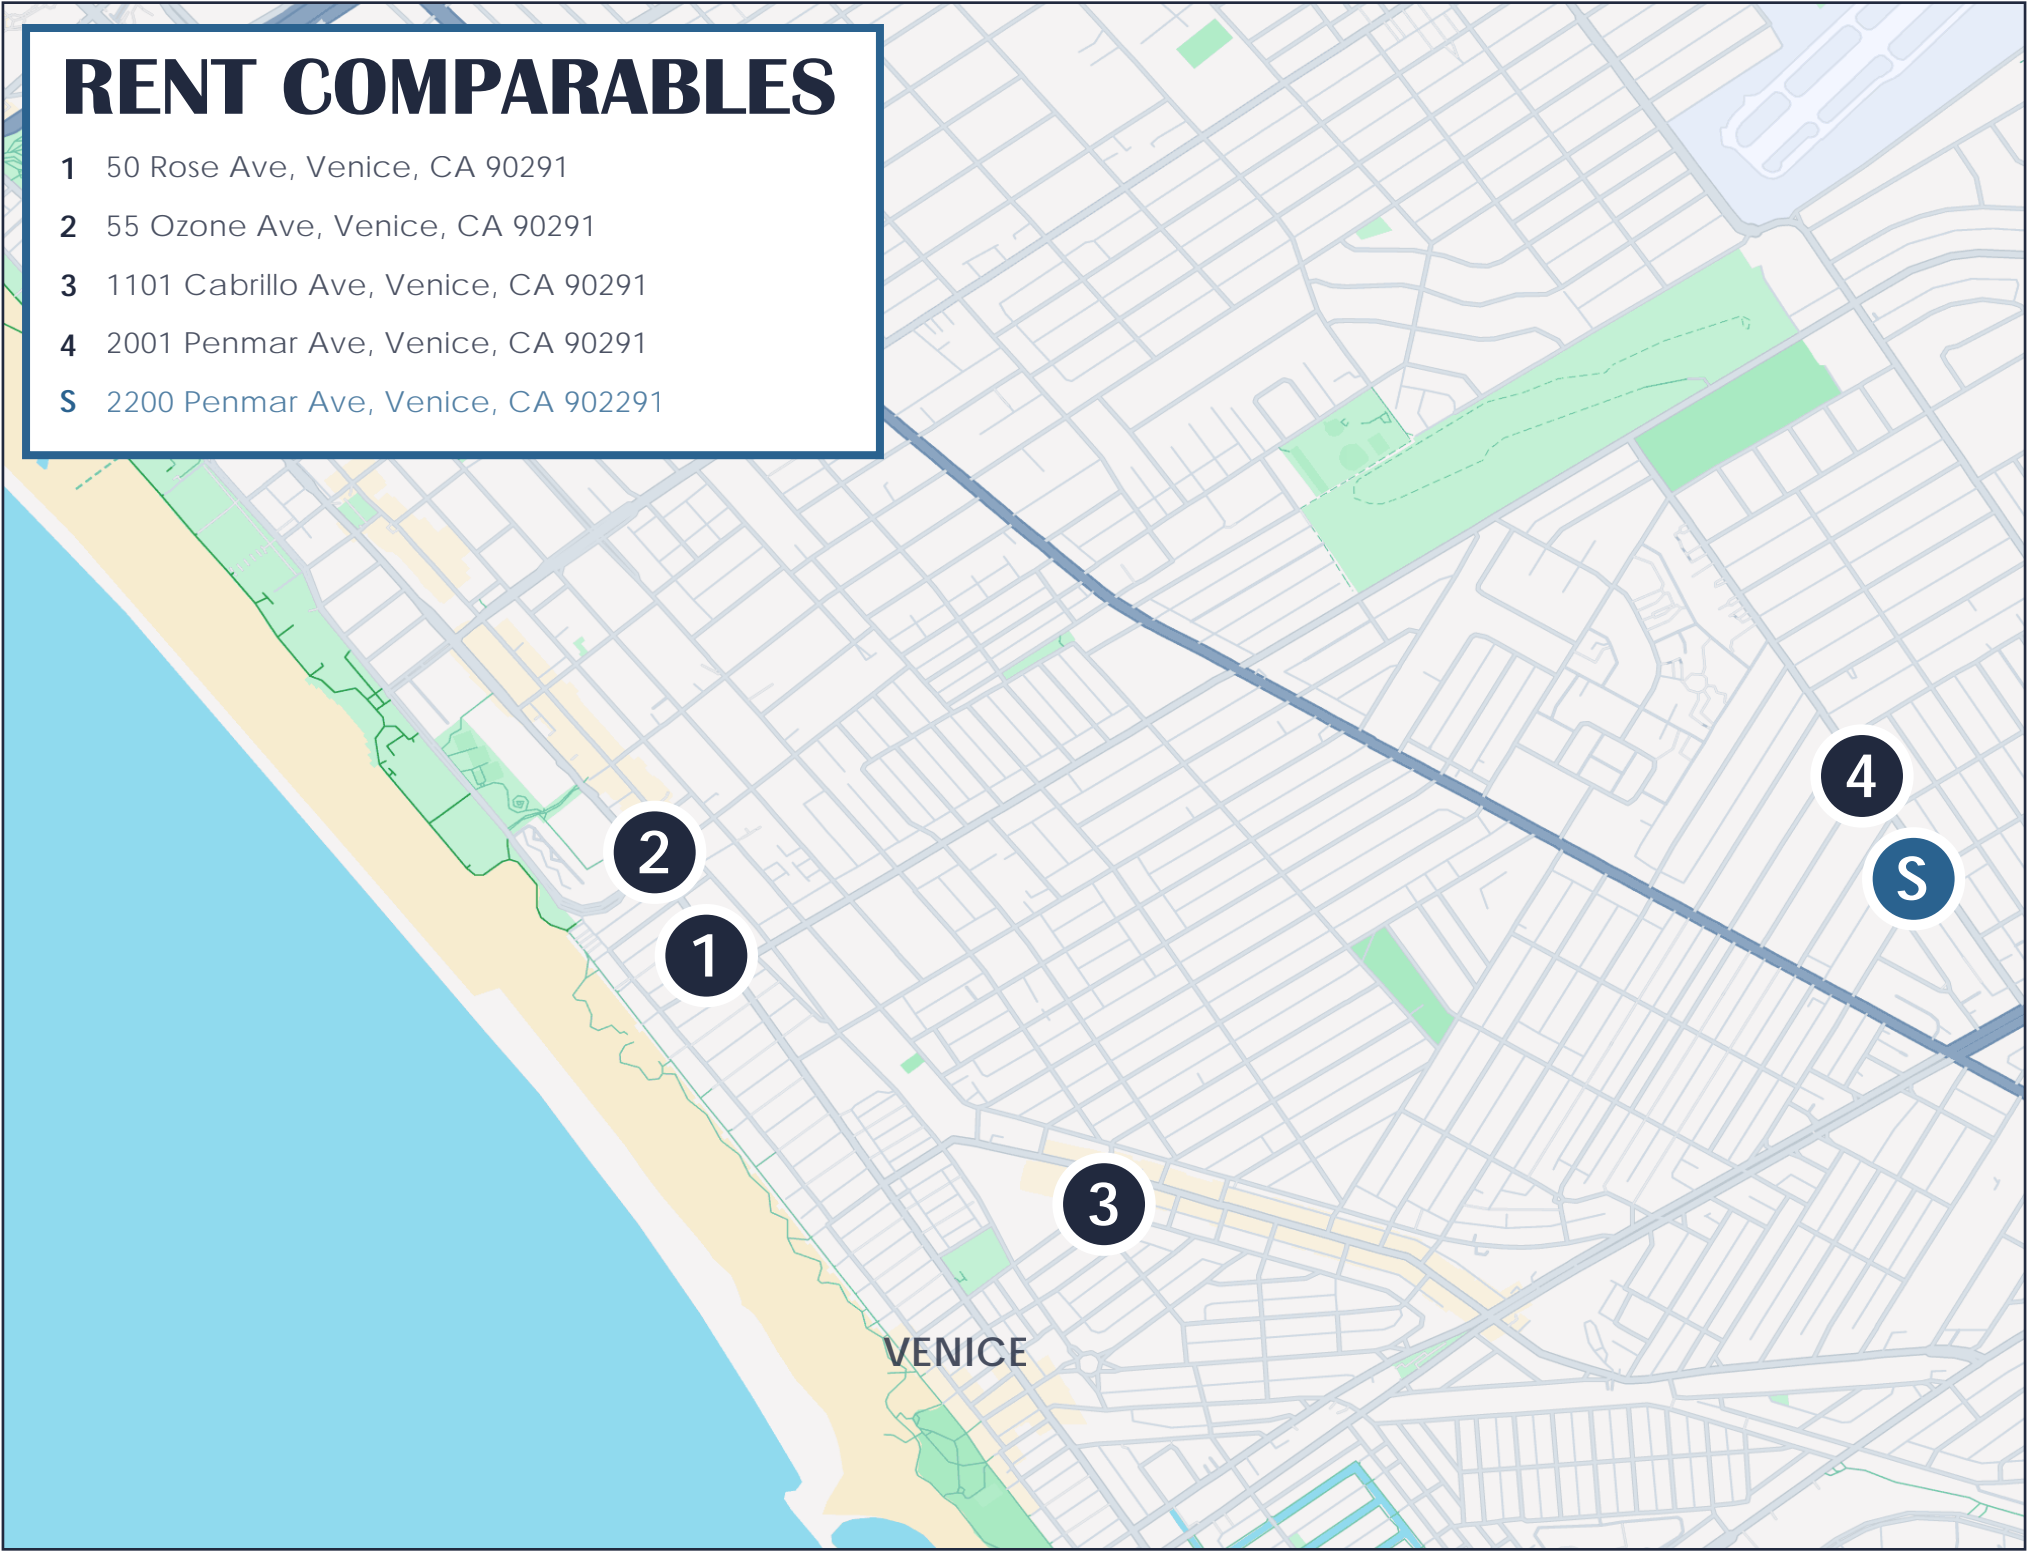 RENT COMPARABLES
1 50 Rose Ave, Venice, CA 90291
2 55 Ozone Ave, Venice, CA 90291
3 1101 Cabrillo Ave, Venice, CA 90291
4 2001 Penmar Ave, Venice, CA 90291
S 2200 Penmar Ave, Venice, CA 902291
4
2
S
1
3
VENICE